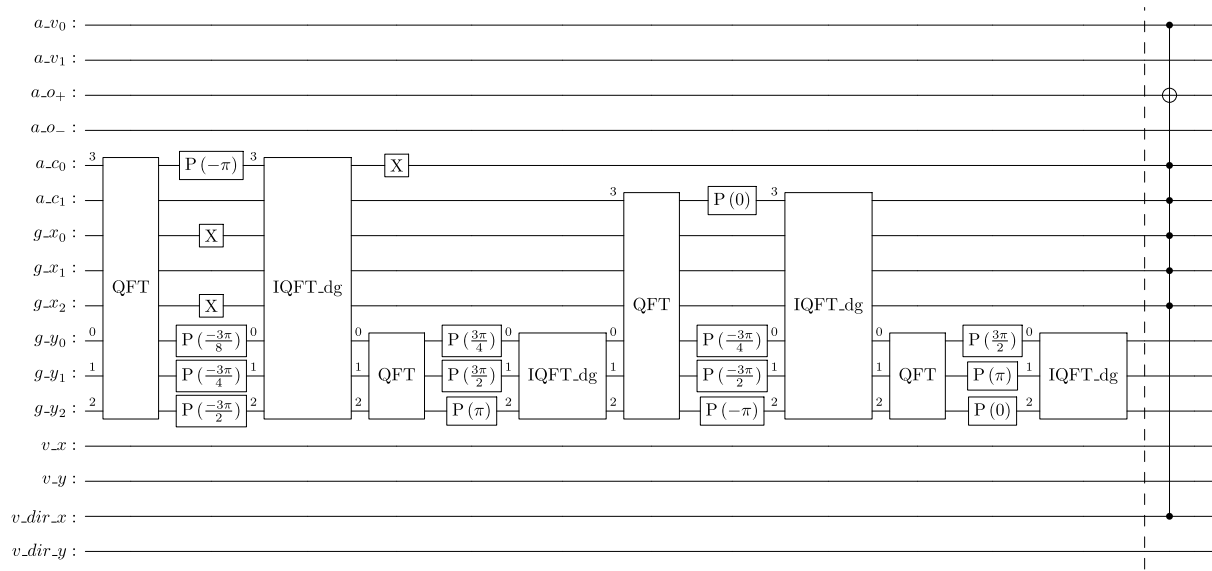 a_v₀ :
a_v₁ :
a_o₊ :
a_o₋ :
a_c₀ : 3 P (−π) 3 X
a_c₁ : 3 P (0) 3
g_x₀ : X
g_x₁ : QFT IQFT_dg QFT IQFT_dg
g_x₂ : X
g_y₀ : 0 P (−3π/8) 0 0 P (3π/4) 0 0 P (−3π/4) 0 0 P (3π/2) 0
g_y₁ : 1 P (−3π/4) 1 1 QFT P (3π/2) 1 IQFT_dg 1 P (−3π/2) 1 1 QFT P (π) 1 IQFT_dg
g_y₂ : 2 P (−3π/2) 2 2 P (π) 2 2 P (−π) 2 2 P (0) 2
v_x :
v_y :
v_dir_x :
v_dir_y :